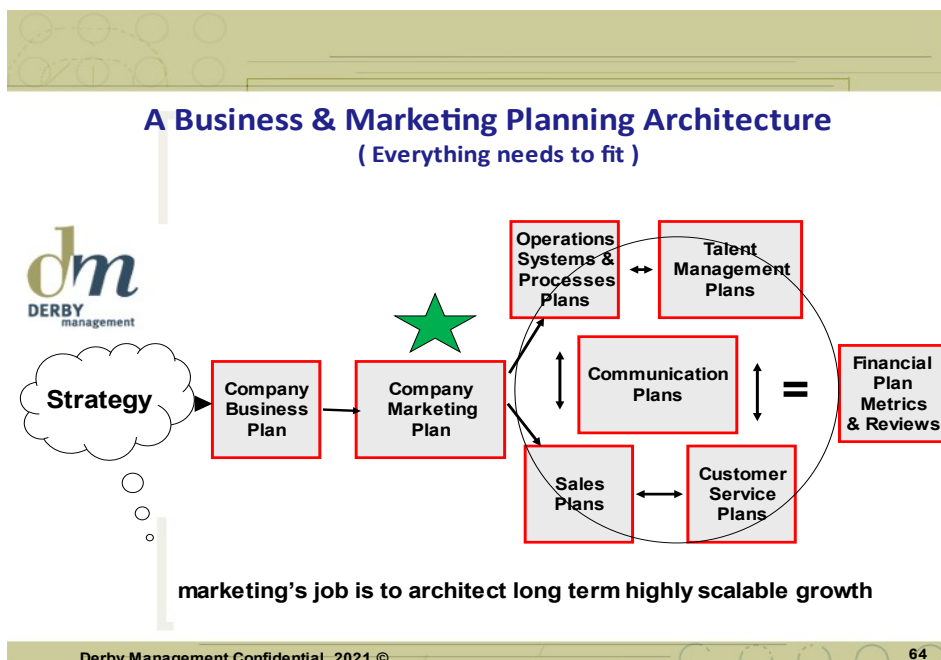 A Business & Marketing Planning Architecture
( Everything needs to fit )
dm
DERBY
management
Strategy
Company
Business
Plan
Company
Marketing
Plan
Operations
Systems &
Processes
Plans
Talent
Management
Plans
Communication
Plans
Sales
Plans
Customer
Service
Plans
=
Financial
Plan
Metrics
& Reviews
marketing's job is to architect long term highly scalable growth
Derby Management Confidential 2021 ©
64